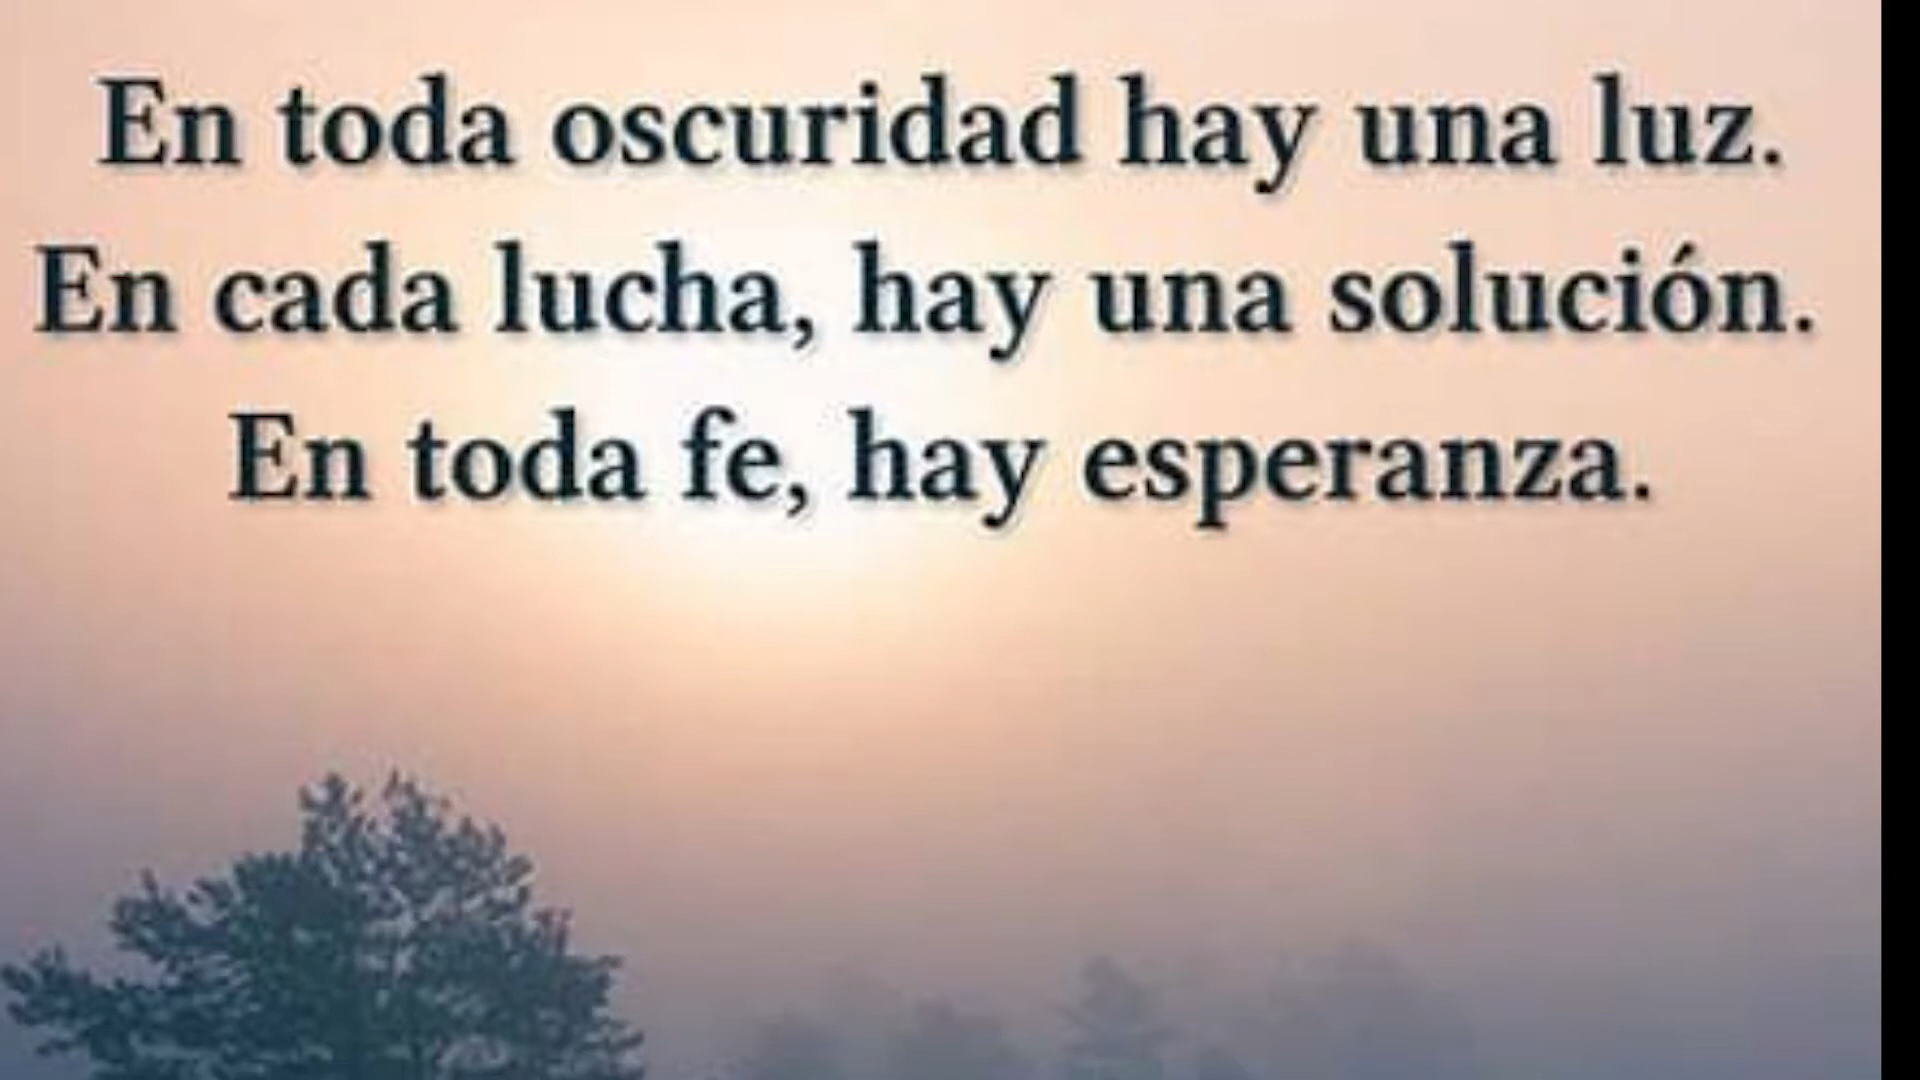 En toda oscuridad hay una luz.
En cada lucha, hay una solución.
En toda fe, hay esperanza.